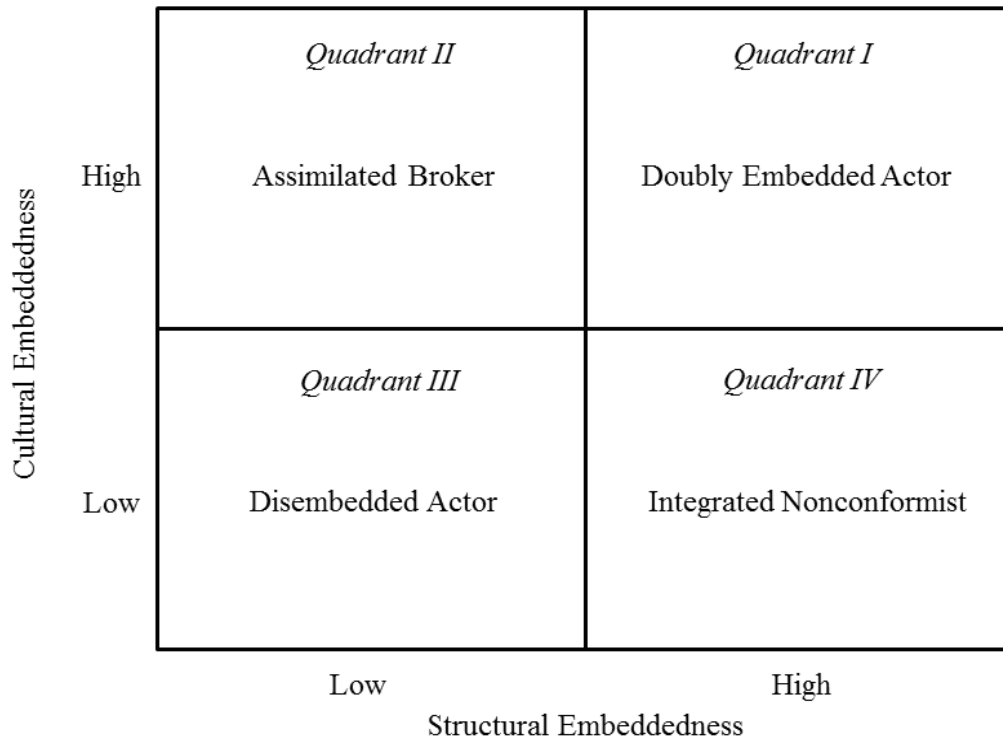 Quadrant II
Quadrant I
High
Assimilated Broker
Doubly Embedded Actor
Cultural Embeddedness
Quadrant III
Quadrant IV
Low
Disembedded Actor
Integrated Nonconformist
Low
High
Structural Embeddedness